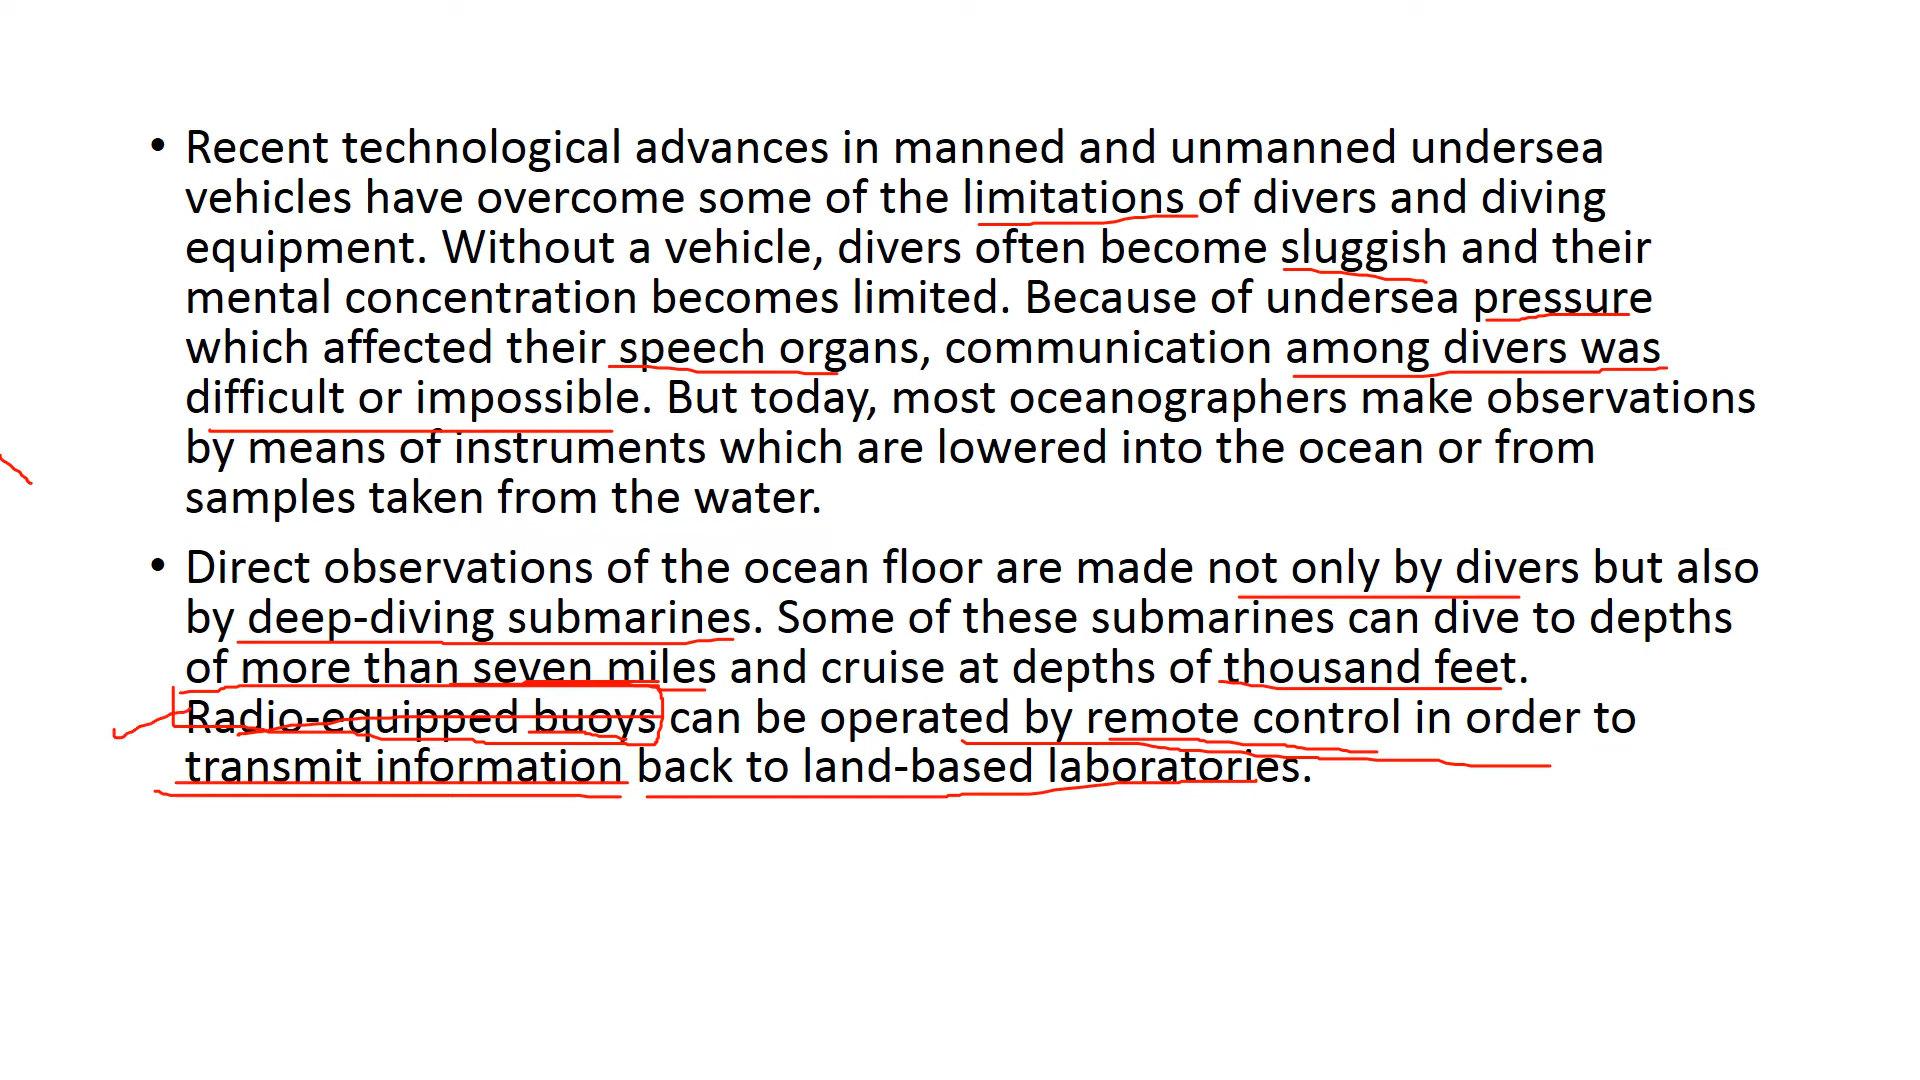 • Recent technological advances in manned and unmanned undersea
vehicles have overcome some of the limitations of divers and diving
equipment. Without a vehicle, divers often become sluggish and their
mental concentration becomes limited. Because of undersea pressure
which affected their speech organs, communication among divers was
difficult or impossible. But today, most oceanographers make observations
by means of instruments which are lowered into the ocean or from
samples taken from the water.
• Direct observations of the ocean floor are made not only by divers but also
by deep-diving submarines. Some of these submarines can dive to depths
of more than seven miles and cruise at depths of thousand feet.
Radio-equipped buoys can be operated by remote control in order to
transmit information back to land-based laboratories.